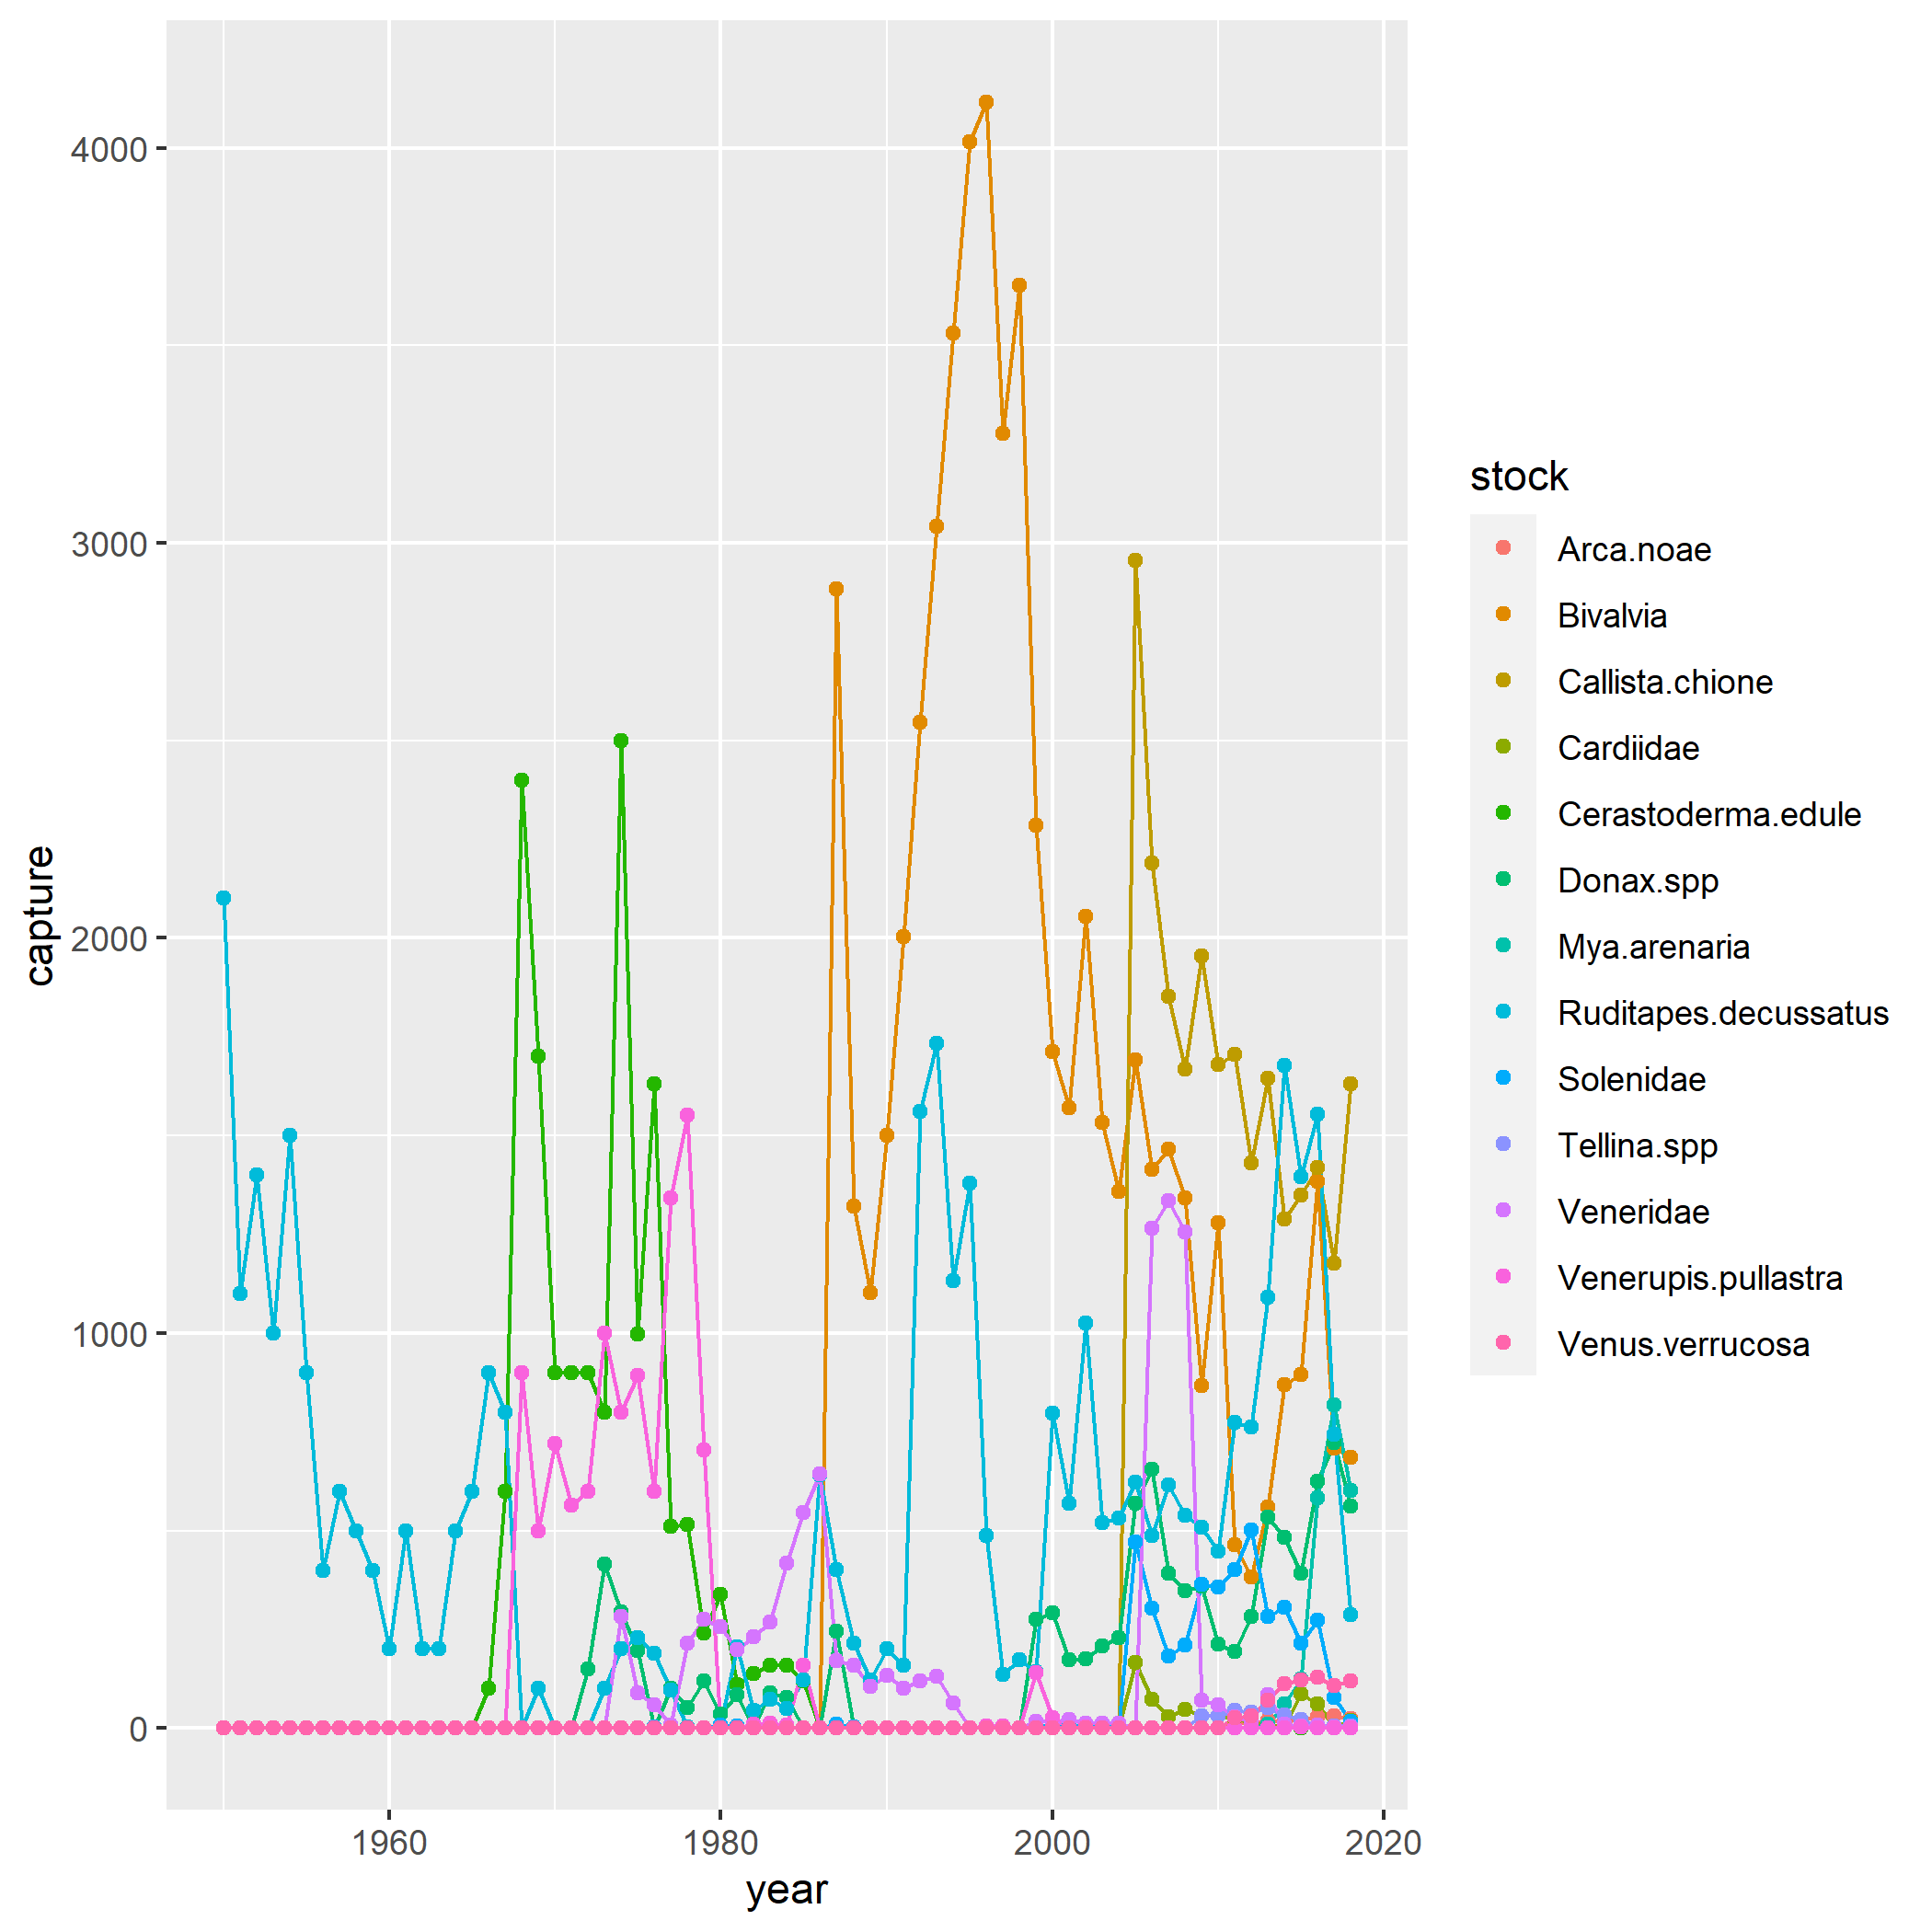 4000
3000
2000
1000
0
capture
1960
1980
2000
2020
year
stock
Arca.noae
Bivalvia
Callista.chione
Cardiidae
Cerastoderma.edule
Donax.spp
Mya.arenaria
Ruditapes.decussatus
Solenidae
Tellina.spp
Veneridae
Venerupis.pullastra
Venus.verrucosa